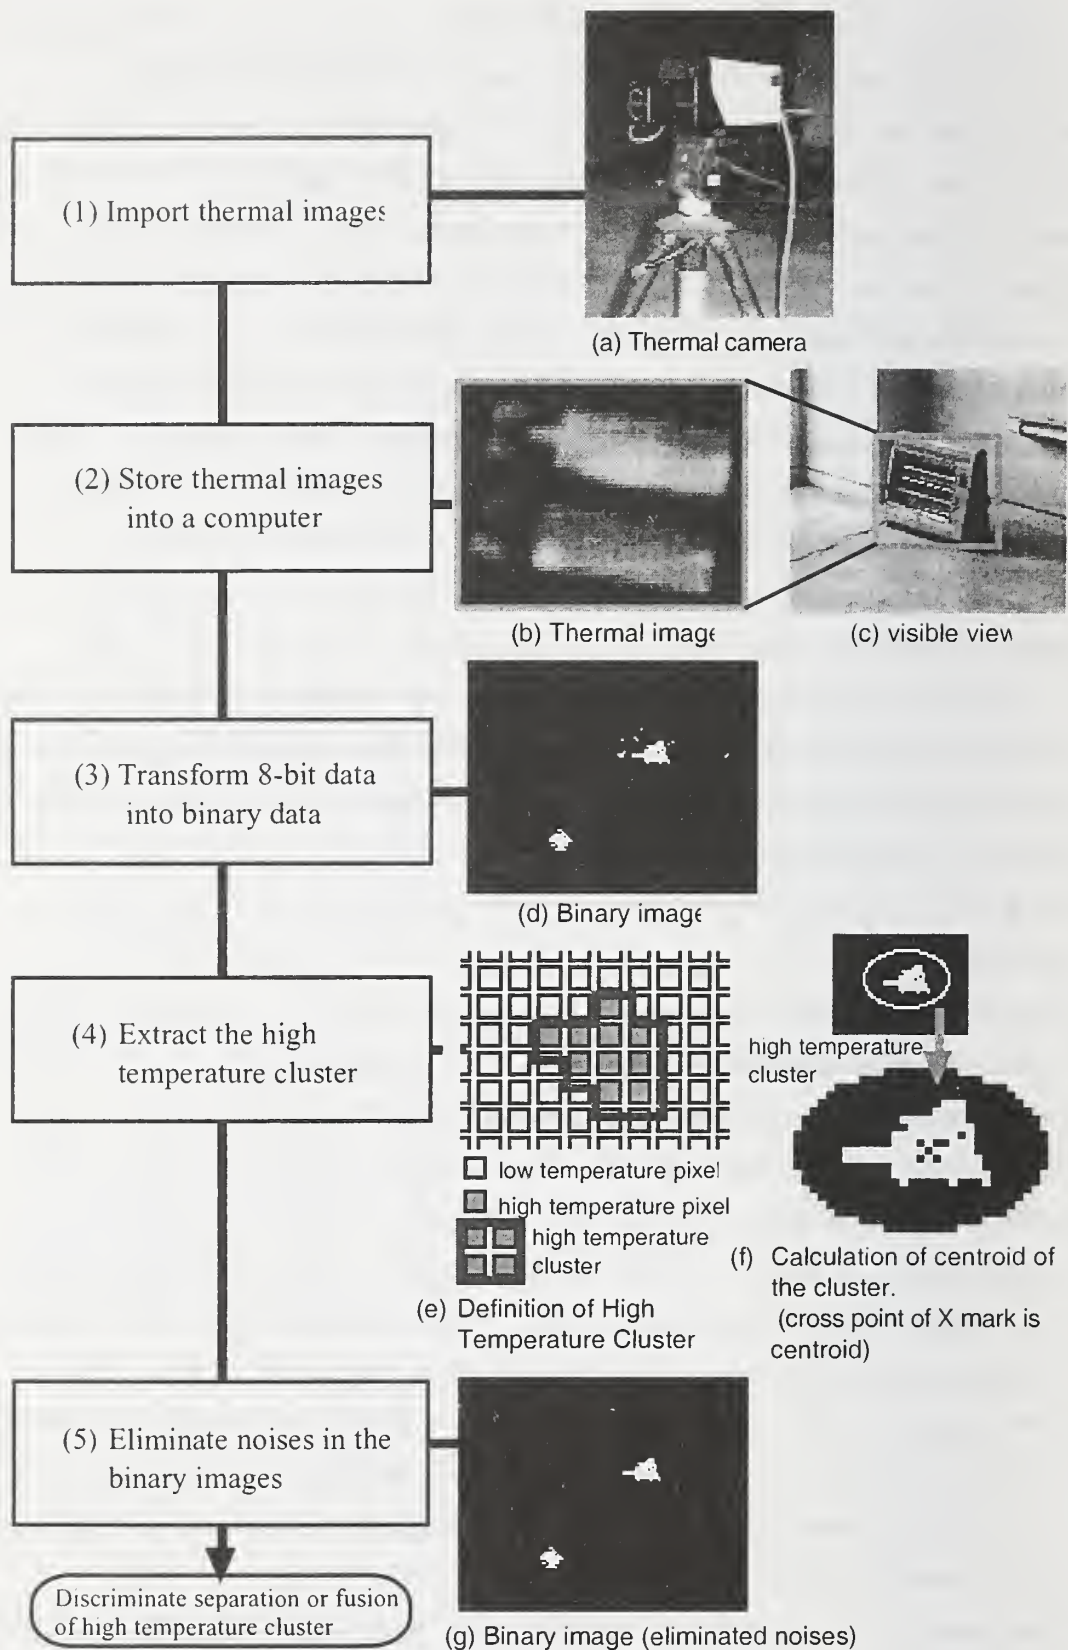 (1) Import thermal images
(a) Thermal camera
(2) Store thermal images
into a computer
(b) Thermal image
(c) visible view
(3) Transform 8-bit data
into binary data
(d) Binary image
(4) Extract the high
temperature cluster
high temperature
cluster
low temperature pixel
high temperature pixel
high temperature
cluster
(e) Definition of High
Temperature Cluster
(f) Calculation of centroid of
the cluster.
(cross point of X mark is
centroid)
(5) Eliminate noises in the
binary images
Discriminate separation or fusion
of high temperature cluster
(g) Binary image (eliminated noises)